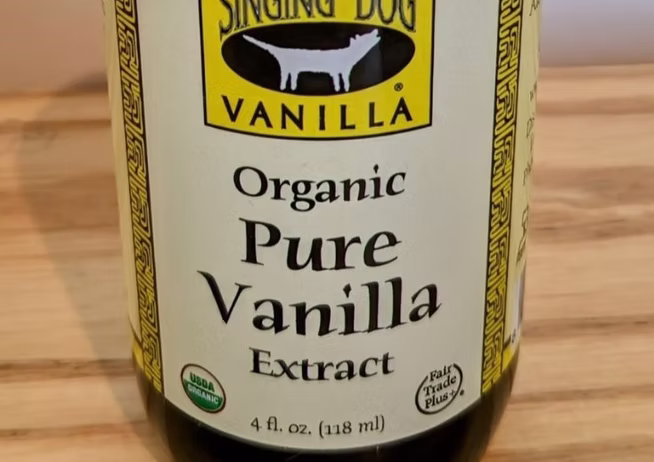 SINGING DOG
VANILLA®
Organic
Pure
Vanilla
Extract
USDA
ORGANIC
Fair
Trade
Plus+
4 fl. oz. (118 ml)